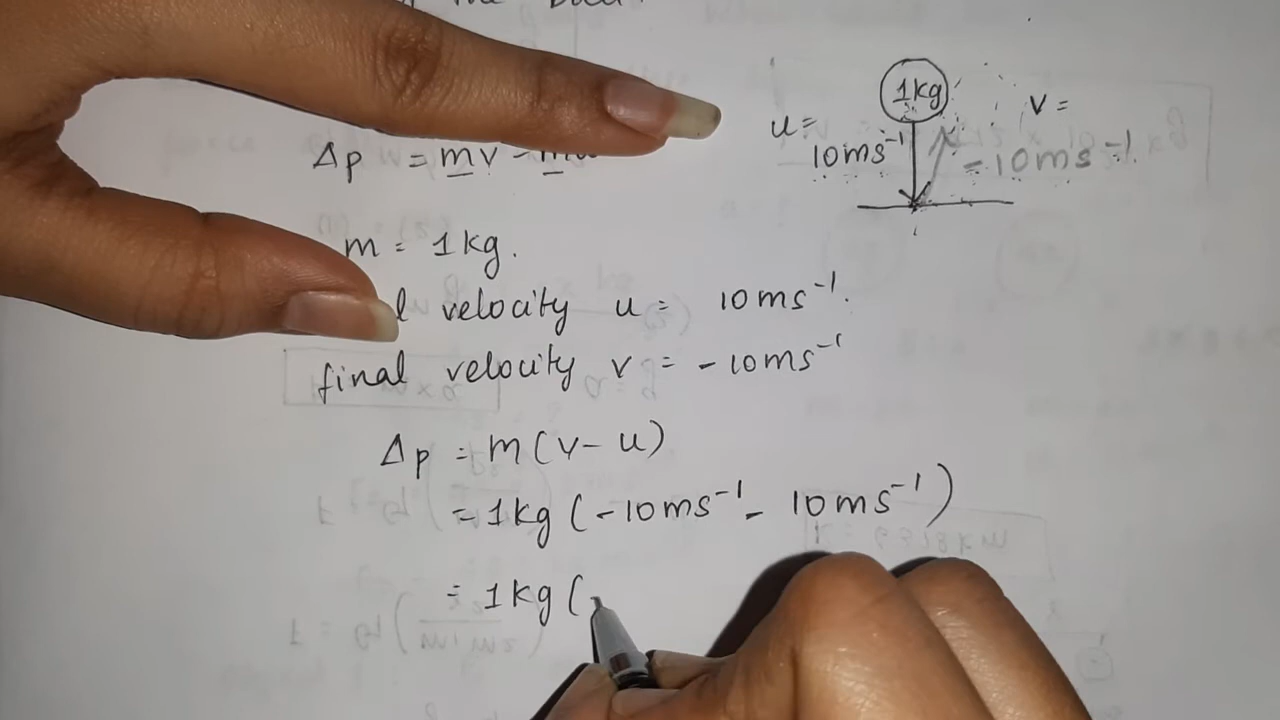 Δp = mv -
u = 10ms⁻¹
1kg
v = -10ms⁻¹
m = 1kg.
velocity u = 10ms⁻¹.
final velocity v = -10ms⁻¹
Δp = m(v- u)
= 1kg (-10ms⁻¹ - 10ms⁻¹)
= 1kg (